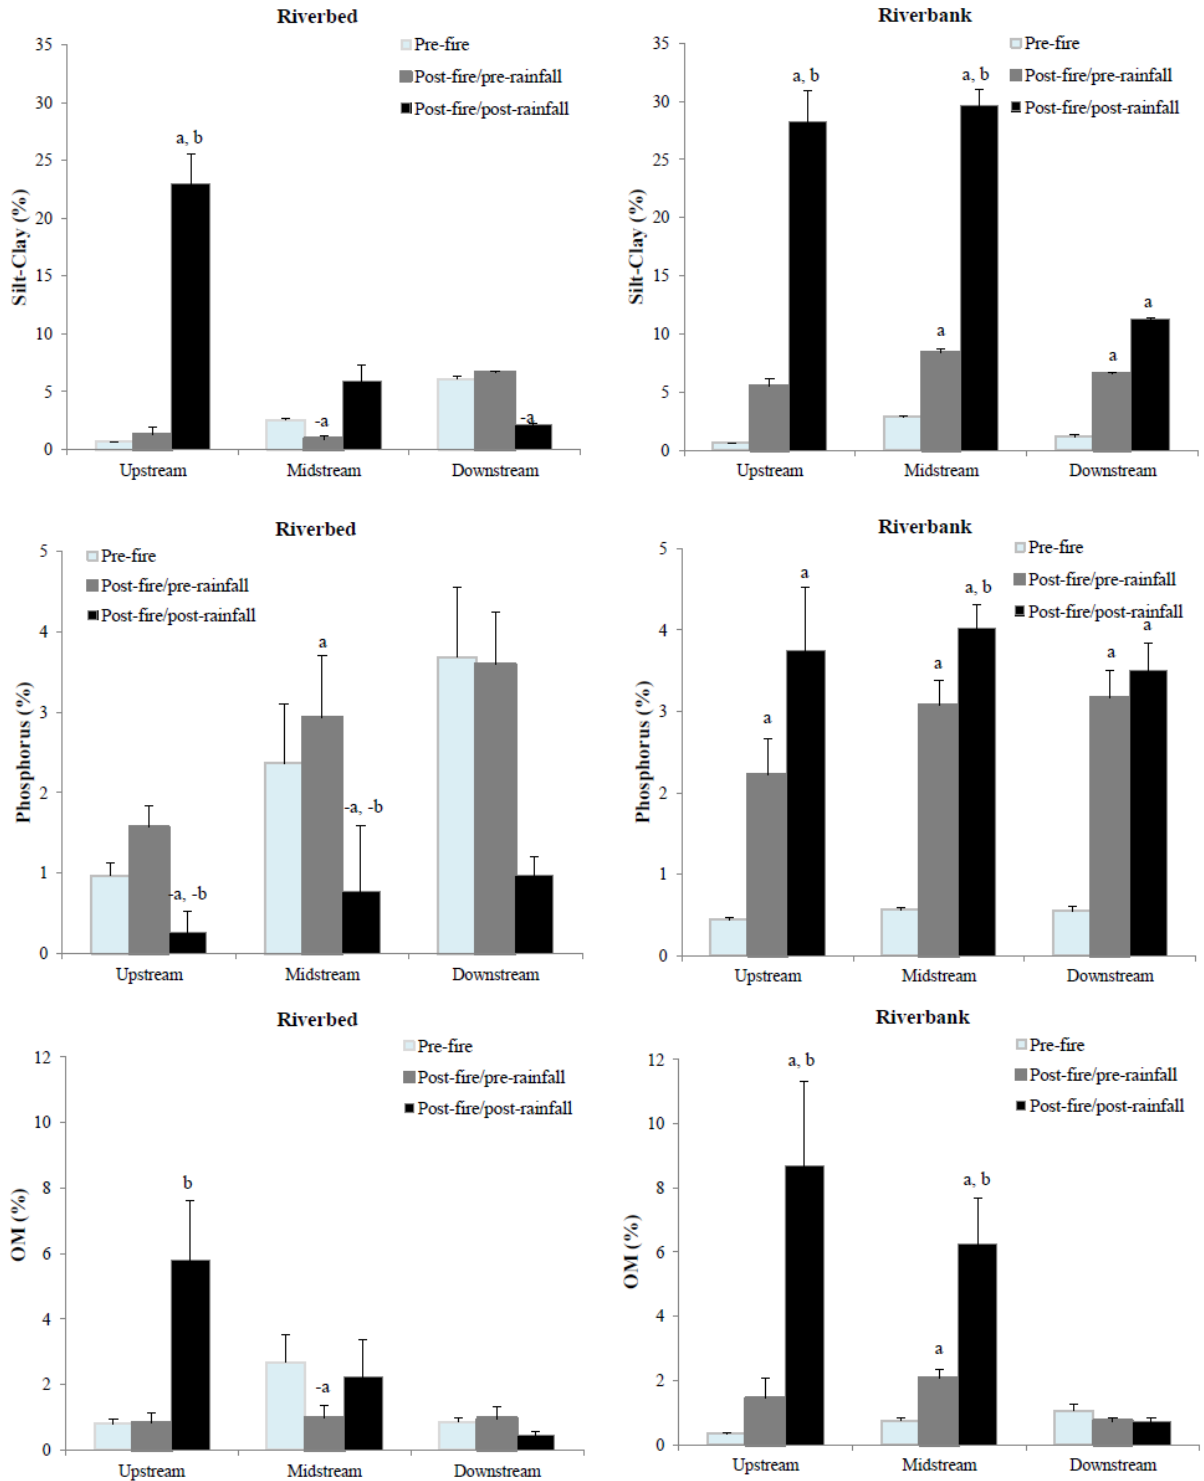 Riverbed
Pre-fire
Post-fire/pre-rainfall
Post-fire/post-rainfall
Silt-Clay (%)
35
30
25
20
15
10
5
0
a, b
-a
-a
Upstream
Midstream
Downstream
Riverbank
Pre-fire
Post-fire/pre-rainfall
Post-fire/post-rainfall
Silt-Clay (%)
35
30
25
20
15
10
5
0
a, b
a, b
a
a
a
Upstream
Midstream
Downstream
Riverbed
Pre-fire
Post-fire/pre-rainfall
Post-fire/post-rainfall
Phosphorus (%)
5
4
3
2
1
0
a
-a, -b
-a, -b
Upstream
Midstream
Downstream
Riverbank
Pre-fire
Post-fire/pre-rainfall
Post-fire/post-rainfall
Phosphorus (%)
5
4
3
2
1
0
a
a
a, b
a
a
a
Upstream
Midstream
Downstream
Riverbed
Pre-fire
Post-fire/pre-rainfall
Post-fire/post-rainfall
OM (%)
12
10
8
6
4
2
0
b
-a
Upstream
Midstream
Downstream
Riverbank
Pre-fire
Post-fire/pre-rainfall
Post-fire/post-rainfall
OM (%)
12
10
8
6
4
2
0
a, b
a, b
a
Upstream
Midstream
Downstream